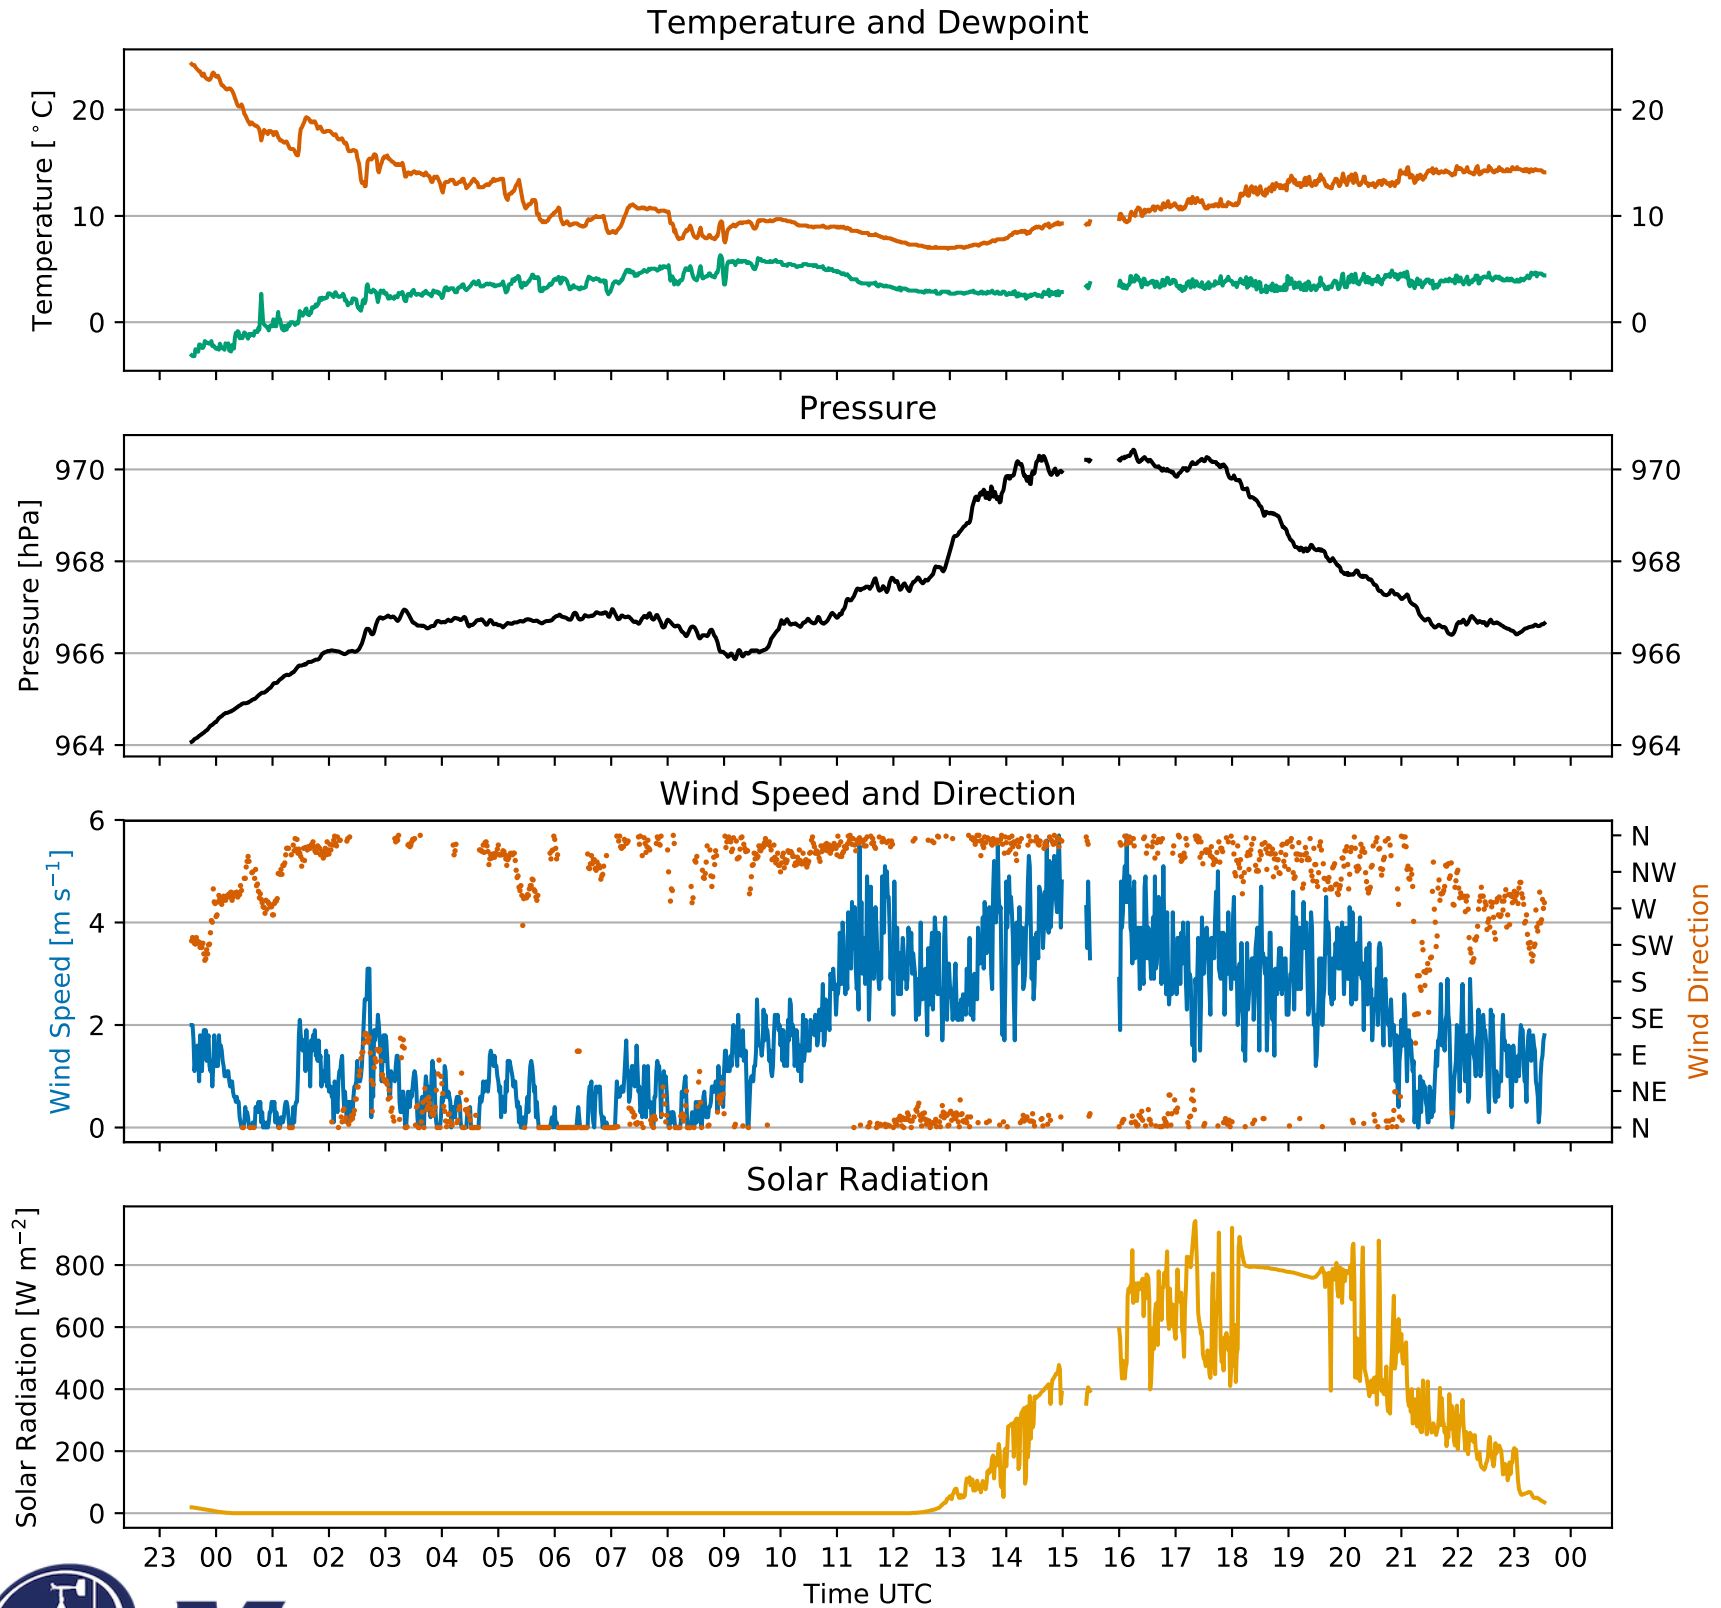 Temperature and Dewpoint
Temperature [ °C]
20 20
10 10
0 0
Pressure
Pressure [hPa]
970 970
968 968
966 966
964 964
Wind Speed and Direction
Wind Speed [m s⁻¹]
Wind Direction
6
4
2
0
N
NW
W
SW
S
SE
E
NE
N
Solar Radiation
Solar Radiation [W m⁻²]
800
600
400
200
0
23 00 01 02 03 04 05 06 07 08 09 10 11 12 13 14 15 16 17 18 19 20 21 22 23 00
Time UTC